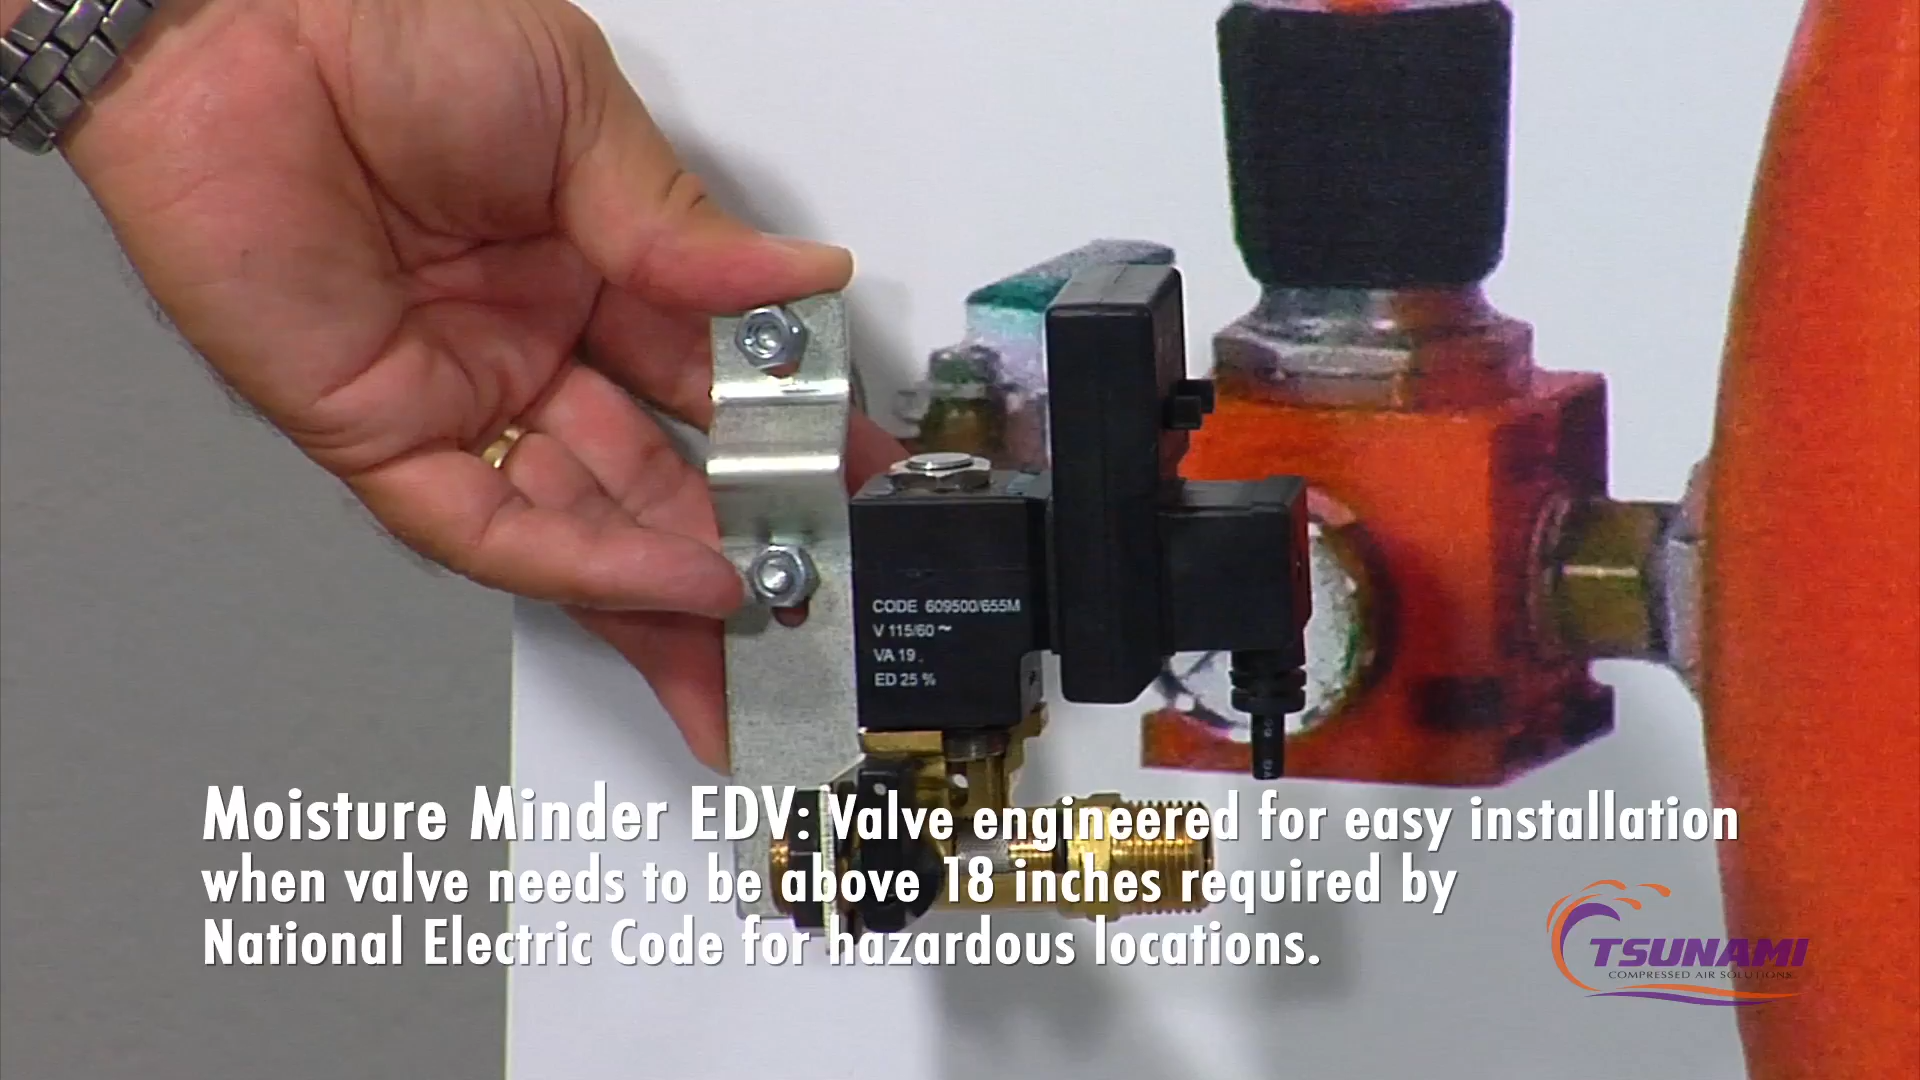 CODE 609500/655M
V 115/60 ~
VA 19.
ED 25 %
Moisture Minder EDV: Valve engineered for easy installation
when valve needs to be above 18 inches required by
National Electric Code for hazardous locations.
TSUNAMI
COMPRESSED AIR SOLUTIONS